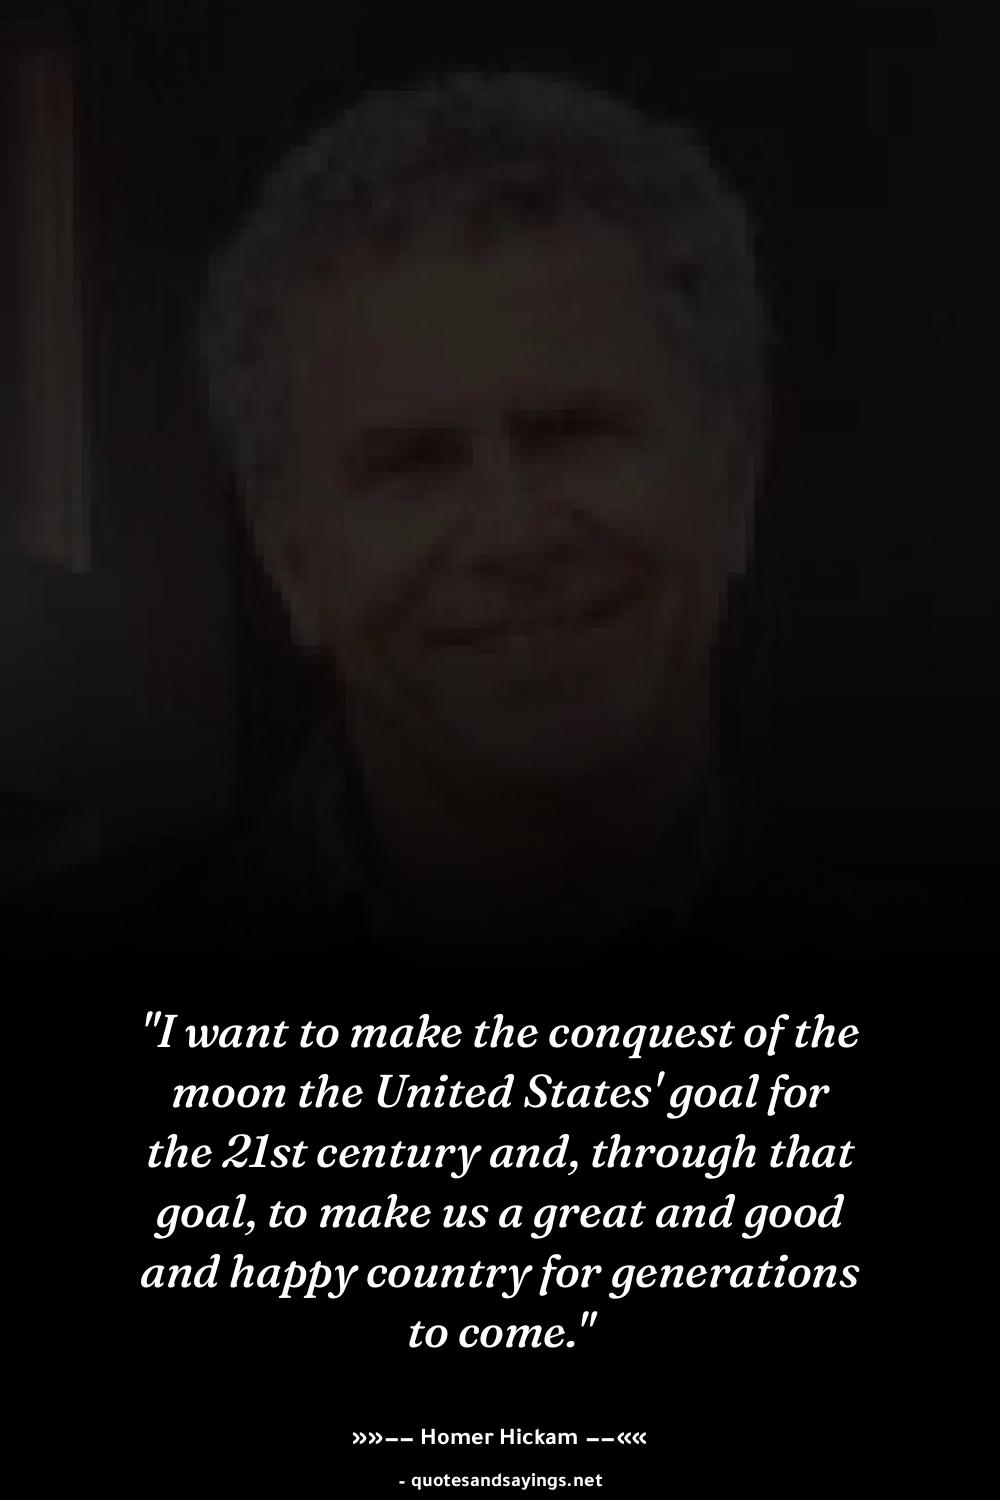 "I want to make the conquest of the
moon the United States' goal for
the 21st century and, through that
goal, to make us a great and good
and happy country for generations
to come."
»»−− Homer Hickam −−««
- quotesandsayings.net